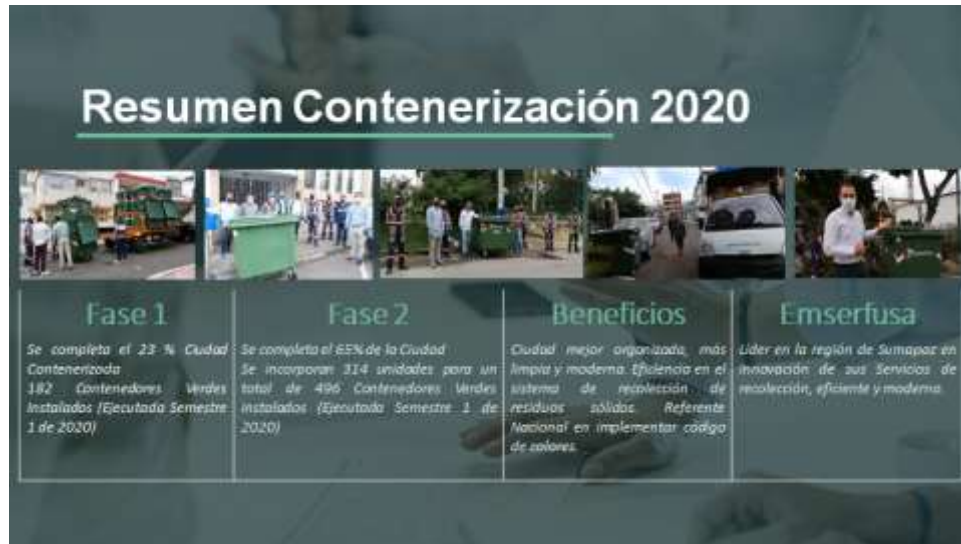 Resumen Contenerización 2020
Fase 1
Se completa el 23 % Ciudad
Contenerizada
182 Contenedores Verdes
Instalados (Ejecutada Semestre
1 de 2020)
Fase 2
Se completa el 65% de la Ciudad
Se incorporan 314 unidades para un
total de 496 Contenedores Verdes
instalados (Ejecutada Semestre 1 de
2020)
Beneficios
Ciudad mejor organizada, más
limpia y moderna. Eficiencia en el
sistema de recolección de
residuos sólidos. Referente
Nacional en implementar código
de colores.
Emserfusa
Líder en la región de Sumapaz en
innovación de sus Servicios de
recolección, eficiente y moderna.